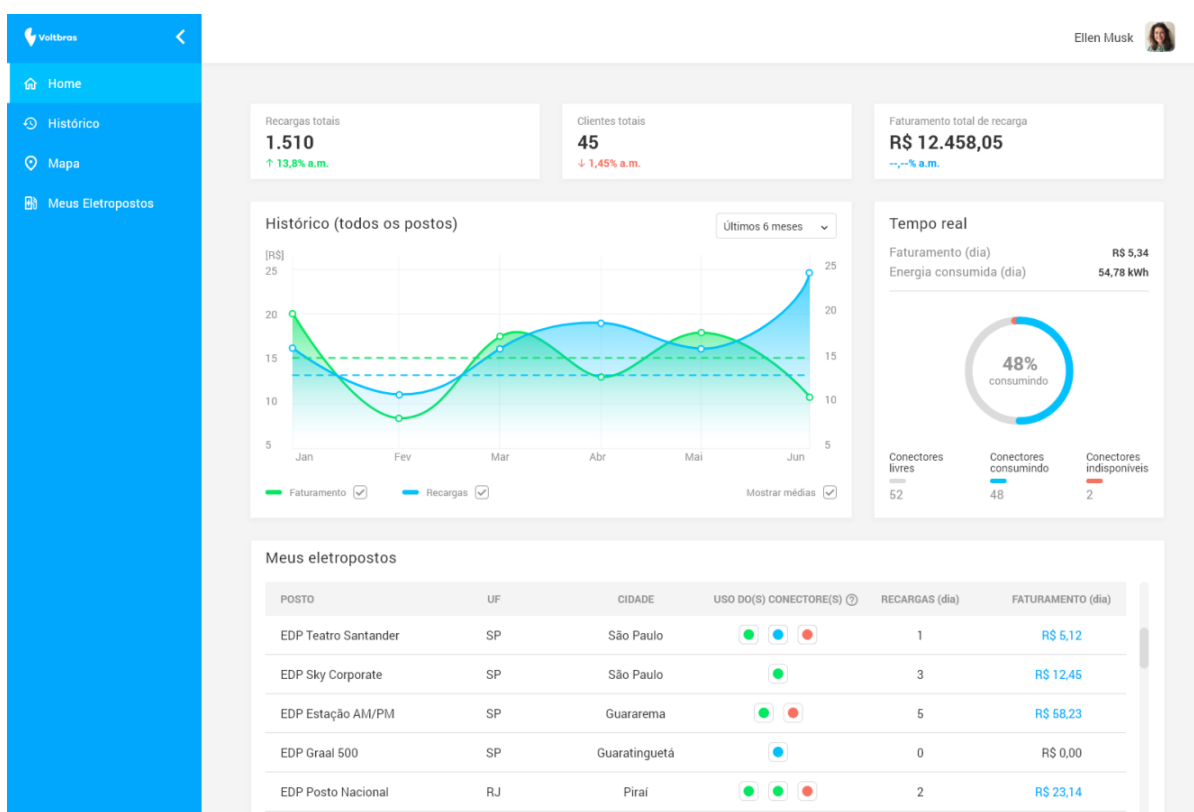 Voltbras
Ellen Musk
Home
Histórico
Mapa
Meus Eletropostos
Recargas totais
1.510
↑ 13,8% a.m.
Clientes totais
45
↓ 1,45% a.m.
Faturamento total de recarga
R$ 12.458,05
--,--% a.m.
Histórico (todos os postos)
Últimos 6 meses
[R$]
25 25
20 20
15 15
10 10
5 5
Jan Fev Mar Abr Mai Jun
Faturamento Recargas Mostrar médias
Tempo real
Faturamento (dia) R$ 5,34
Energia consumida (dia) 54,78 kWh
48%
consumindo
Conectores livres
52
Conectores consumindo
48
Conectores indisponíveis
2
Meus eletropostos
POSTO UF CIDADE USO DO(S) CONECTORE(S) ? RECARGAS (dia) FATURAMENTO (dia)
EDP Teatro Santander SP São Paulo 1 R$ 5,12
EDP Sky Corporate SP São Paulo 3 R$ 12,45
EDP Estação AM/PM SP Guararema 5 R$ 58,23
EDP Graal 500 SP Guaratinguetá 0 R$ 0,00
EDP Posto Nacional RJ Piraí 2 R$ 23,14